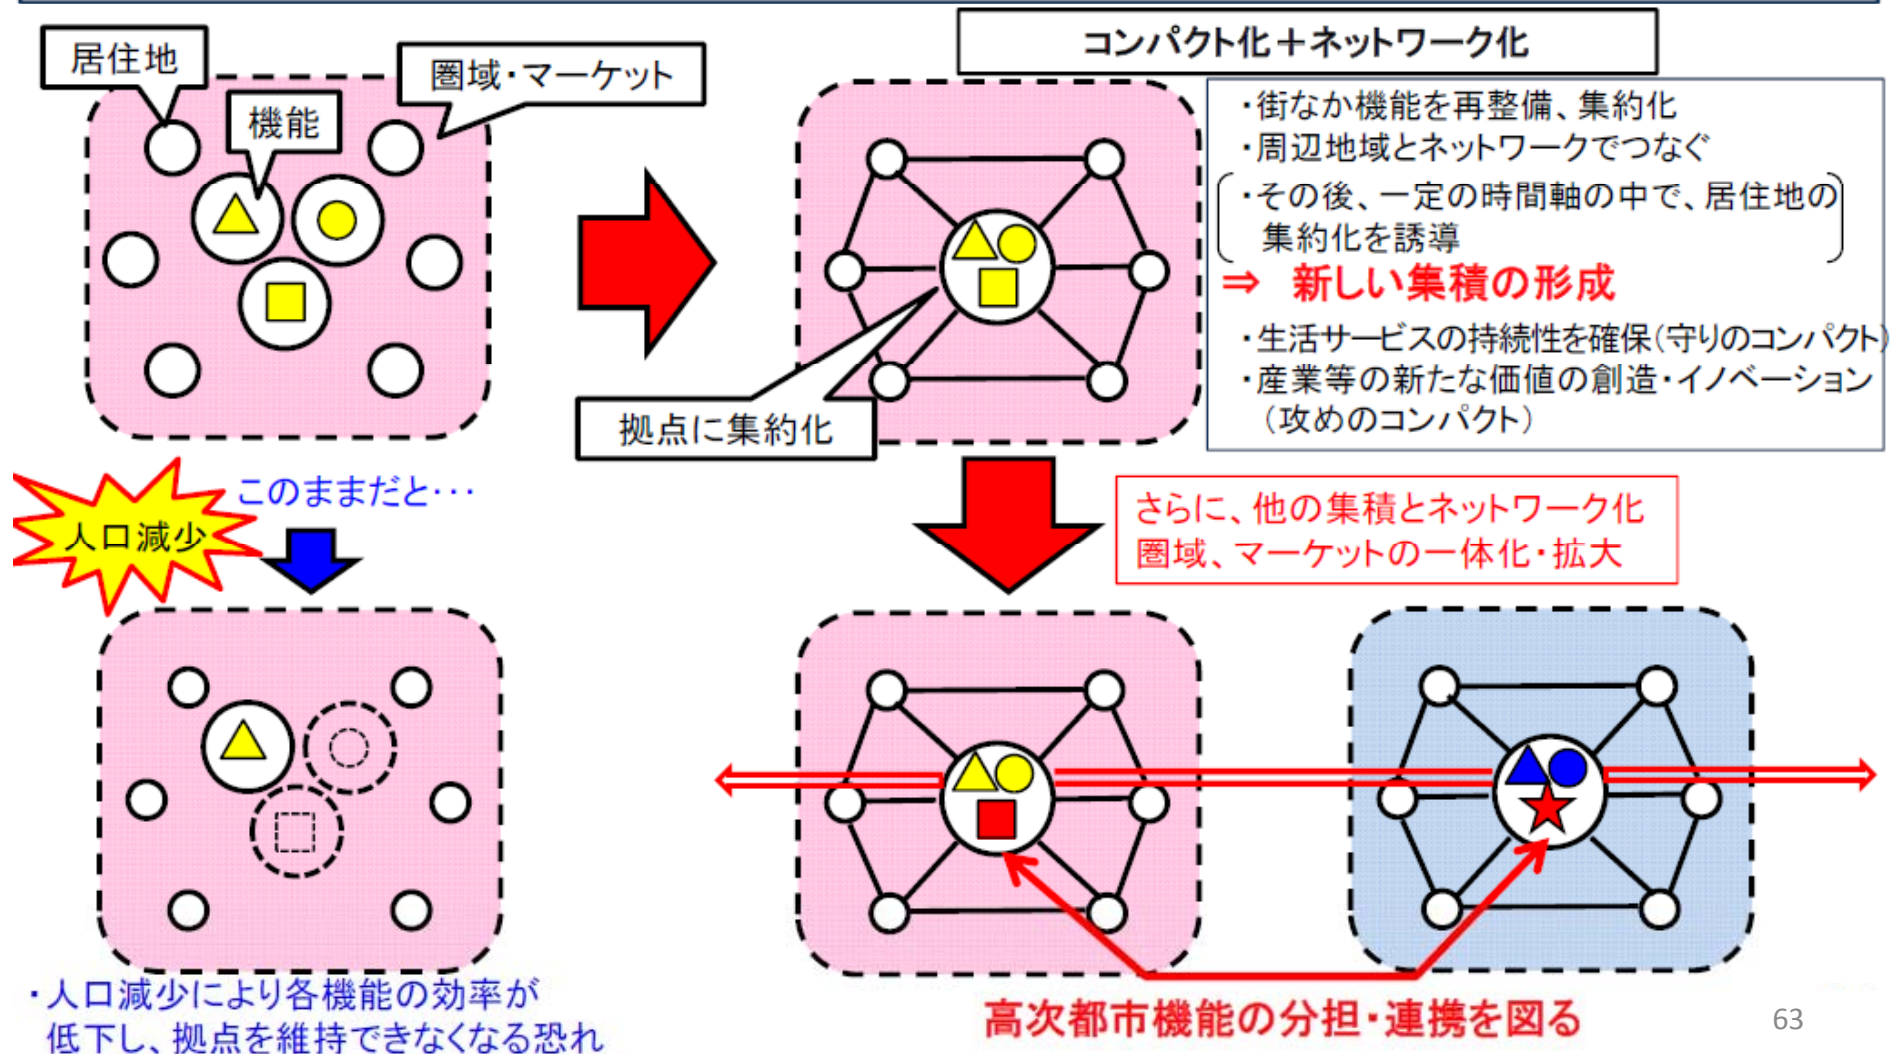 コンパクト化＋ネットワーク化
居住地
圏域・マーケット
機能
・街なか機能を再整備、集約化
・周辺地域とネットワークでつなぐ
・その後、一定の時間軸の中で、居住地の
集約化を誘導
⇒ 新しい集積の形成
・生活サービスの持続性を確保(守りのコンパクト)
・産業等の新たな価値の創造・イノベーション
(攻めのコンパクト)
拠点に集約化
人口減少
このままだと・・・
さらに、他の集積とネットワーク化
圏域、マーケットの一体化・拡大
・人口減少により各機能の効率が
低下し、拠点を維持できなくなる恐れ
高次都市機能の分担・連携を図る
63